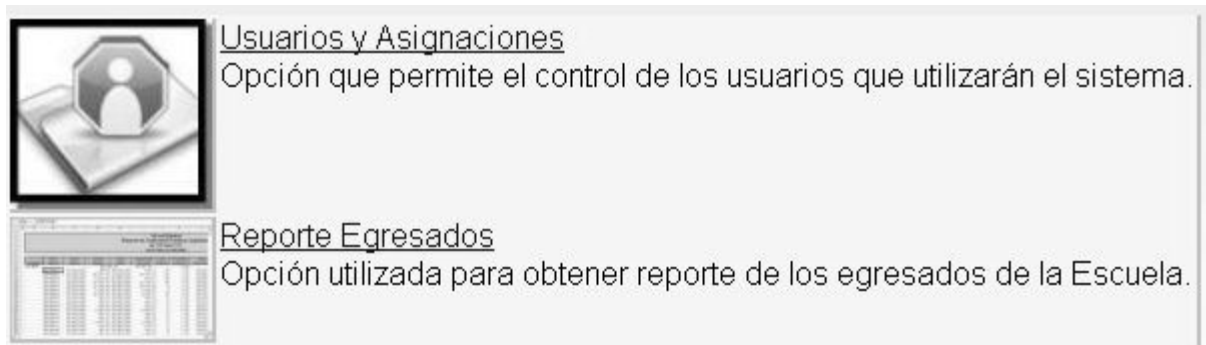 Usuarios y Asignaciones
Opción que permite el control de los usuarios que utilizarán el sistema.
Reporte Egresados
Opción utilizada para obtener reporte de los egresados de la Escuela.